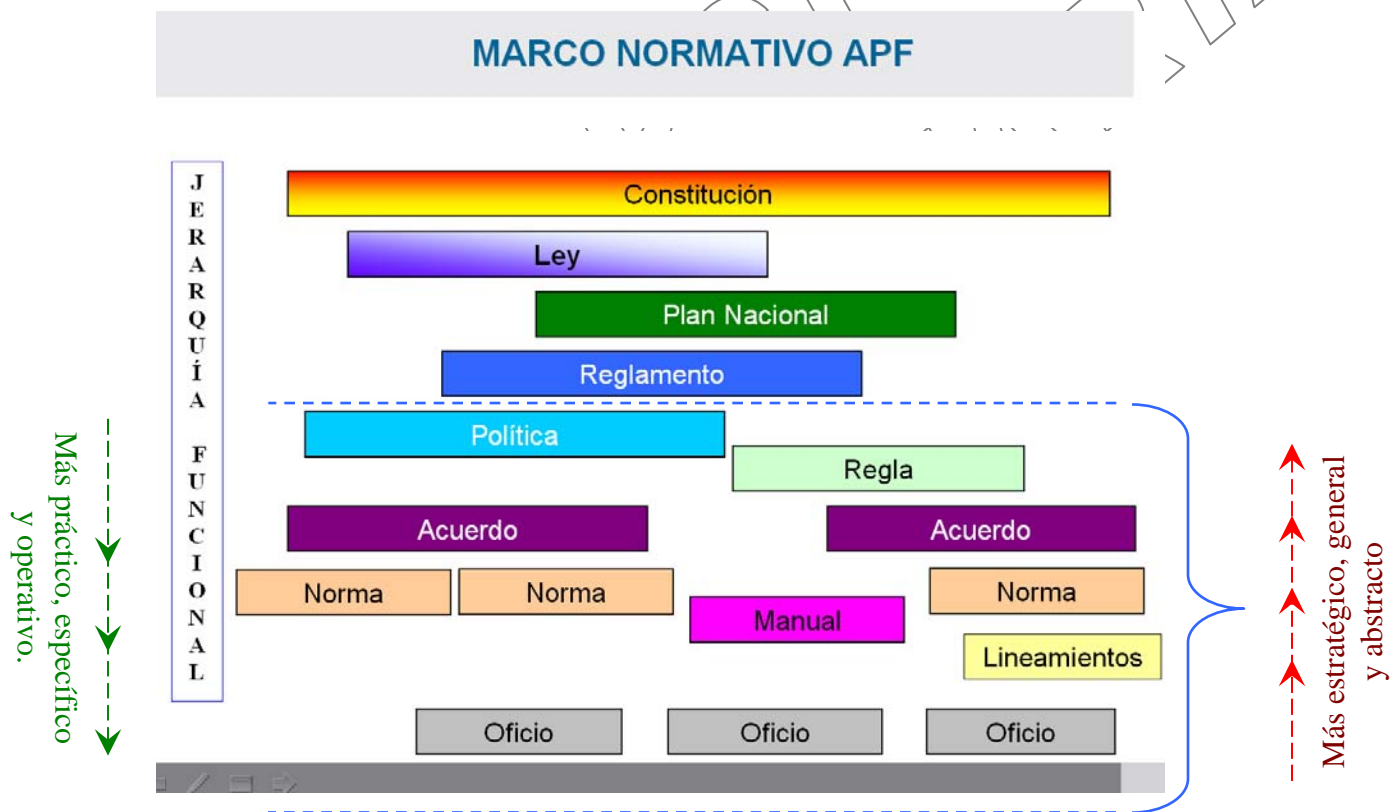 MARCO NORMATIVO APF
JERARQUÍA FUNCIONAL
Constitución
Ley
Plan Nacional
Reglamento
Política
Regla
Acuerdo
Acuerdo
Norma
Norma
Norma
Manual
Lineamientos
Oficio
Oficio
Oficio
Más práctico, específico
y operativo.
Más estratégico, general
y abstracto